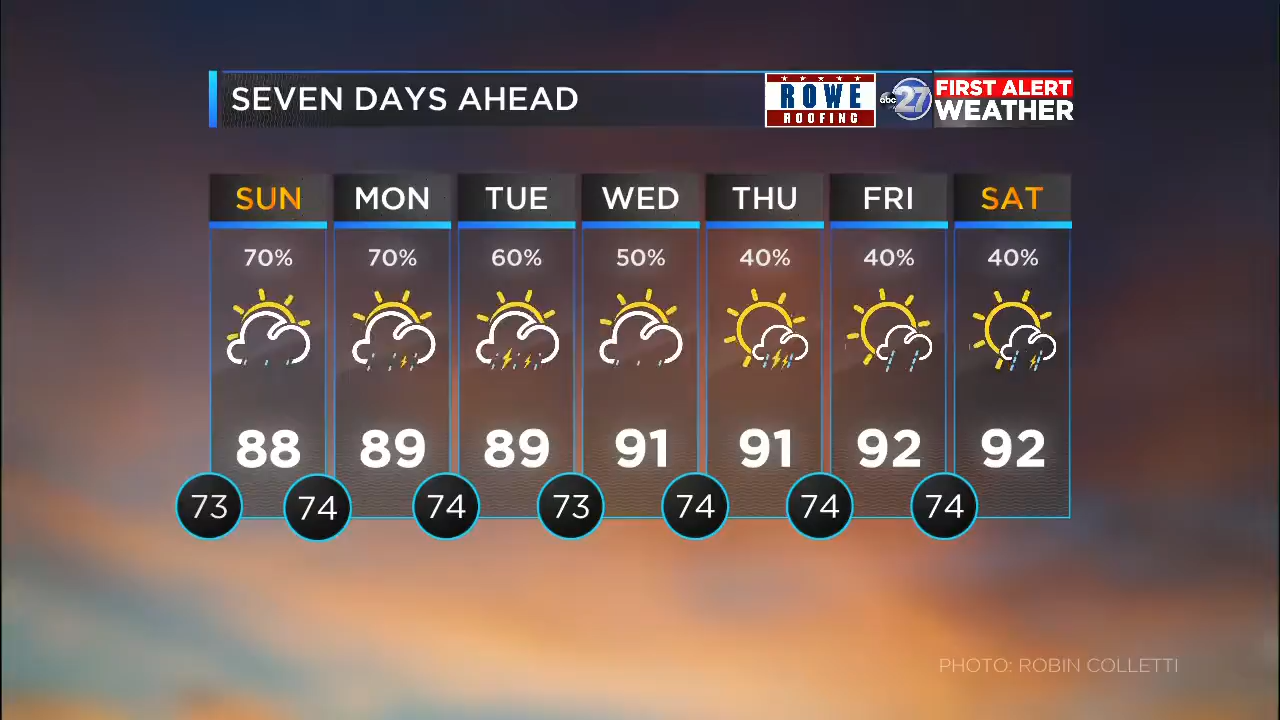 SEVEN DAYS AHEAD
ROWE
ROOFING
abc 27
FIRST ALERT
WEATHER
SUN MON TUE WED THU FRI SAT
70% 70% 60% 50% 40% 40% 40%
88 89 89 91 91 92 92
73 74 74 73 74 74 74
PHOTO: ROBIN COLLETTI